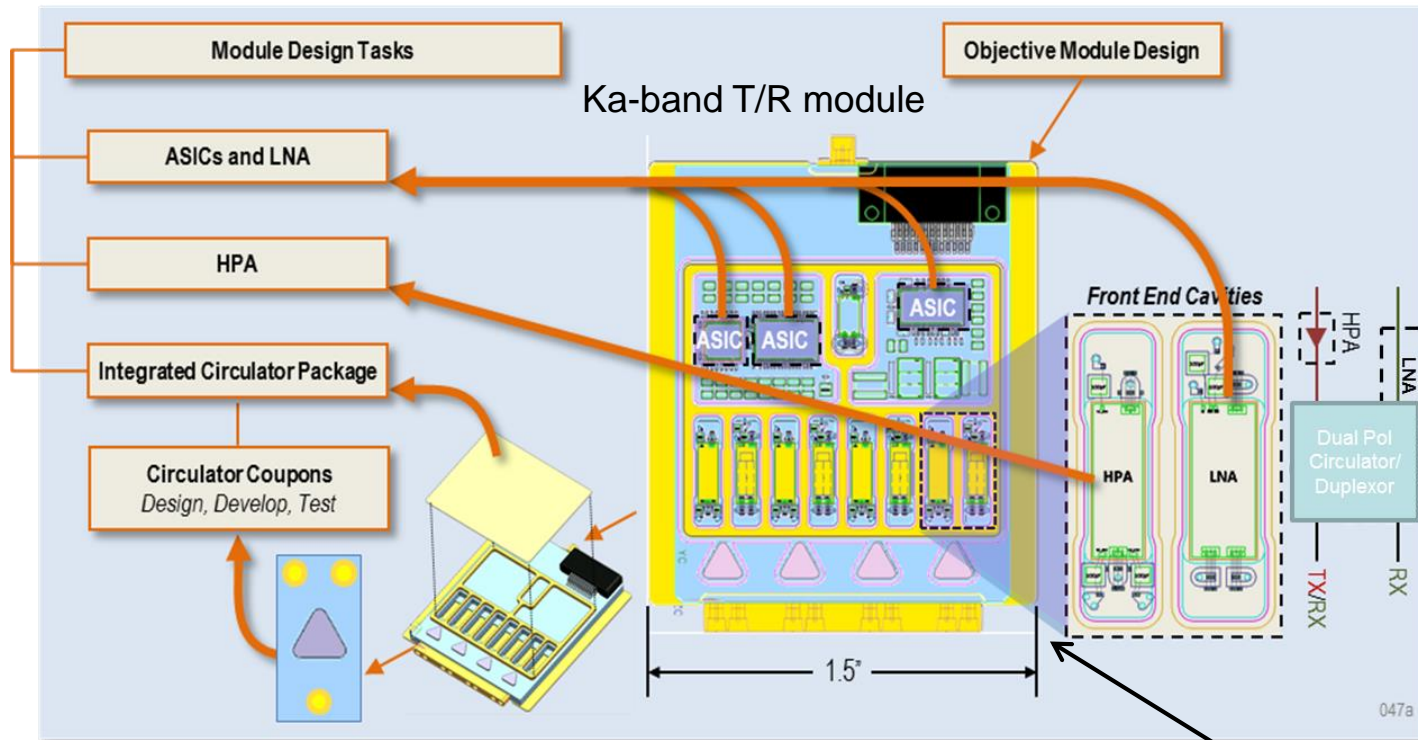 Module Design Tasks
Objective Module Design
Ka-band T/R module
ASICs and LNA
HPA
Integrated Circulator Package
Circulator Coupons
Design, Develop, Test
ASIC
ASIC
ASIC
Front End Cavities
HPA
LNA
HPA
LNA
Dual Pol
Circulator/
Duplexor
TX/RX
RX
1.5"
047a